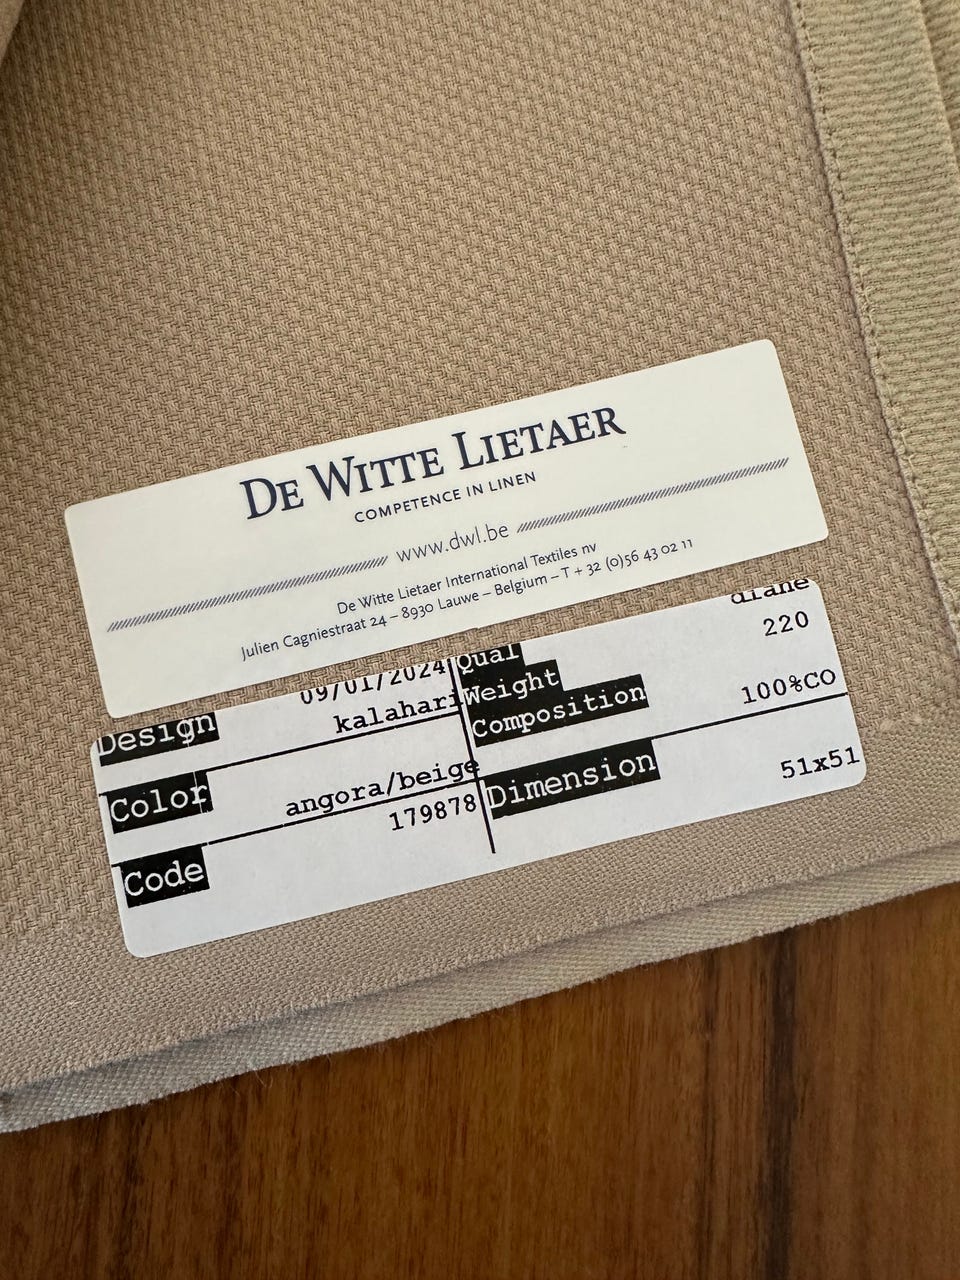 DE WITTE LIETAER
COMPETENCE IN LINEN
www.dwl.be
De Witte Lietaer International Textiles nv
Julien Cagniestraat 24 – 8930 Lauwe – Belgium – T + 32 (0)56 43 02 11
09/01/2024 Qual diane
Design kalahari Weight 220
Composition 100%CO
Color angora/beige Dimension 51x51
Code 179878